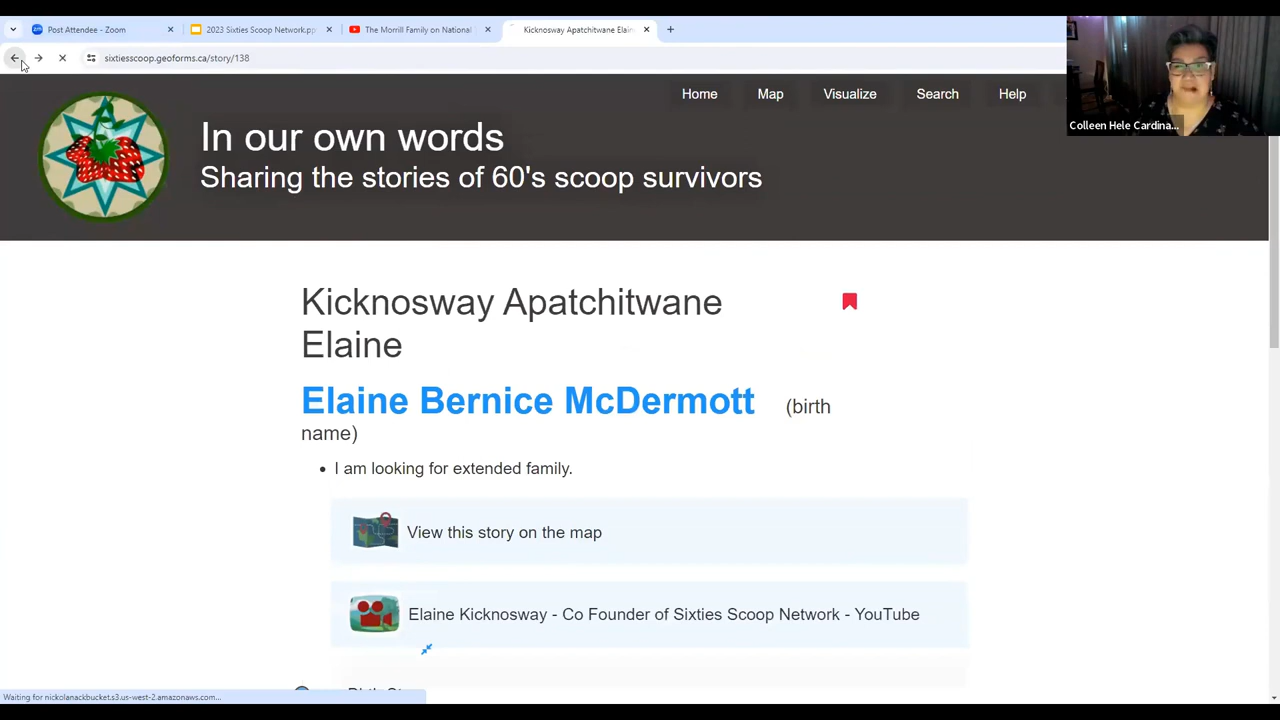 Post Attendee - Zoom
2023 Sixties Scoop Network.pp
The Morrill Family on National
Kicknosway Apatchitwane Elain
sixtiesscoop.geoforms.ca/story/138
Colleen Hele Cardina...
Home Map Visualize Search Help
In our own words
Sharing the stories of 60's scoop survivors
Kicknosway Apatchitwane
Elaine
Elaine Bernice McDermott (birth
name)
• I am looking for extended family.
View this story on the map
Elaine Kicknosway - Co Founder of Sixties Scoop Network - YouTube
Waiting for nickolanackbucket.s3.us-west-2.amazonaws.com...